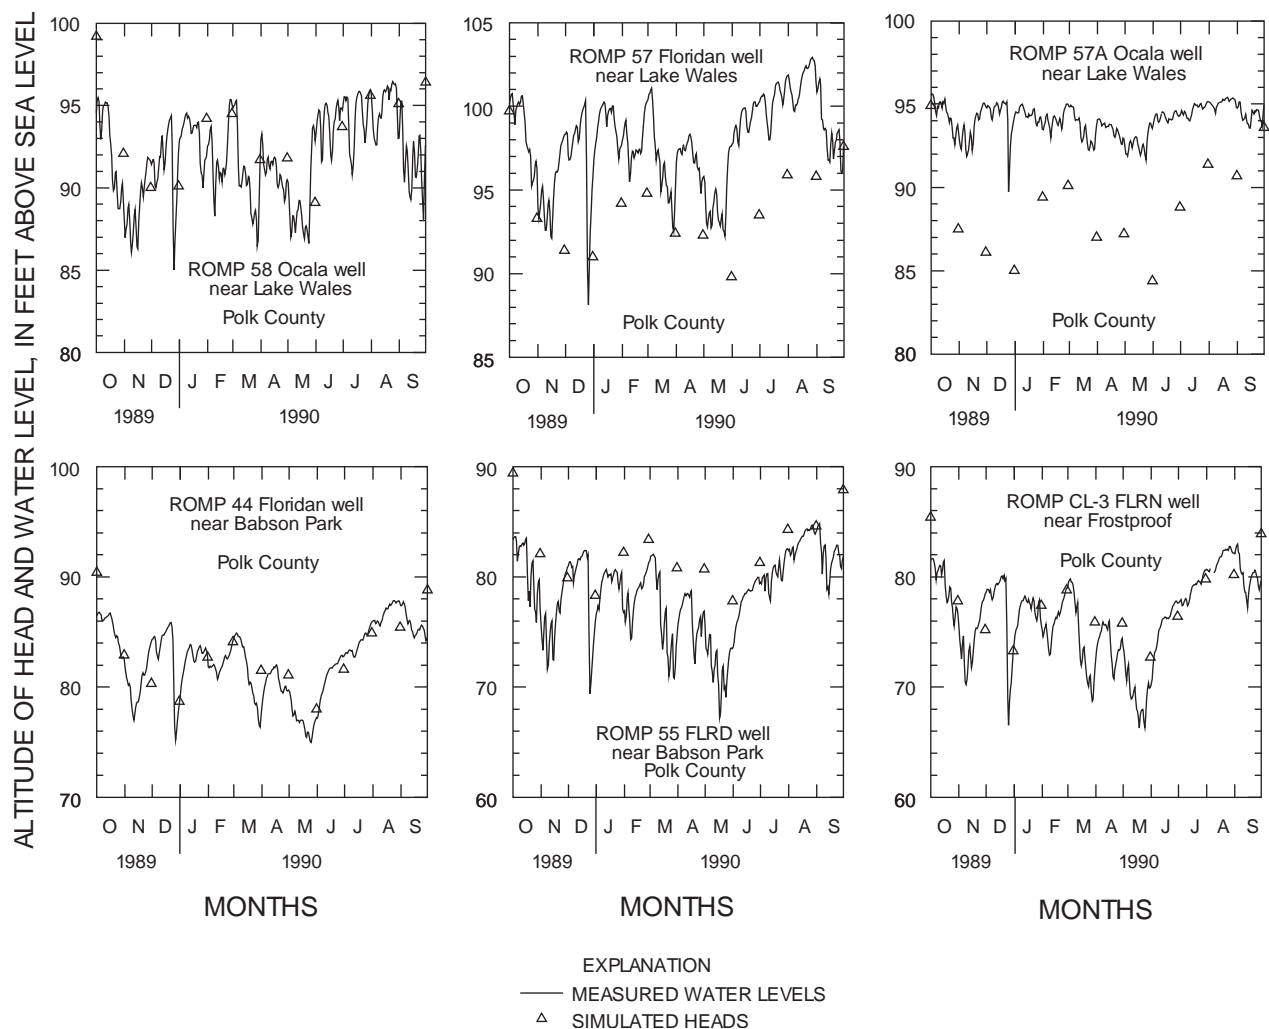 ALTITUDE OF HEAD AND WATER LEVEL, IN FEET ABOVE SEA LEVEL
100
95
90
85
80
ROMP 58 Ocala well
near Lake Wales
Polk County
O N D J F M A M J J A S
1989 1990
105
100
95
90
85
ROMP 57 Floridan well
near Lake Wales
Polk County
O N D J F M A M J J A S
1989 1990
100
95
90
85
80
ROMP 57A Ocala well
near Lake Wales
Polk County
O N D J F M A M J J A S
1989 1990
100
90
80
70
ROMP 44 Floridan well
near Babson Park
Polk County
O N D J F M A M J J A S
1989 1990
MONTHS
90
80
70
60
ROMP 55 FLRD well
near Babson Park
Polk County
O N D J F M A M J J A S
1989 1990
MONTHS
90
80
70
60
ROMP CL-3 FLRN well
near Frostproof
Polk County
O N D J F M A M J J A S
1989 1990
MONTHS
EXPLANATION
MEASURED WATER LEVELS
SIMULATED HEADS